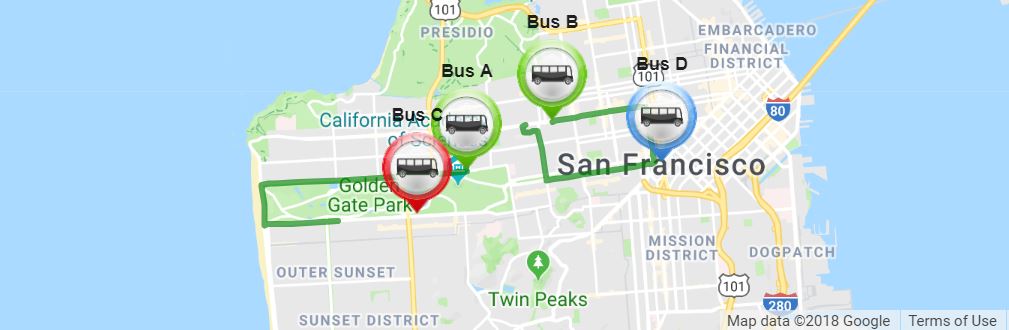 101
PRESIDIO
Bus B
EMBARCADERO
FINANCIAL
DISTRICT
Bus D
101
Bus A
Bus C
80
California Ac
of Sciences
San Francisco
Golden
Gate Park
MISSION
DISTRICT
DOGPATCH
OUTER SUNSET
Twin Peaks
101
280
SUNSET DISTRICT
Map data ©2018 Google
Terms of Use